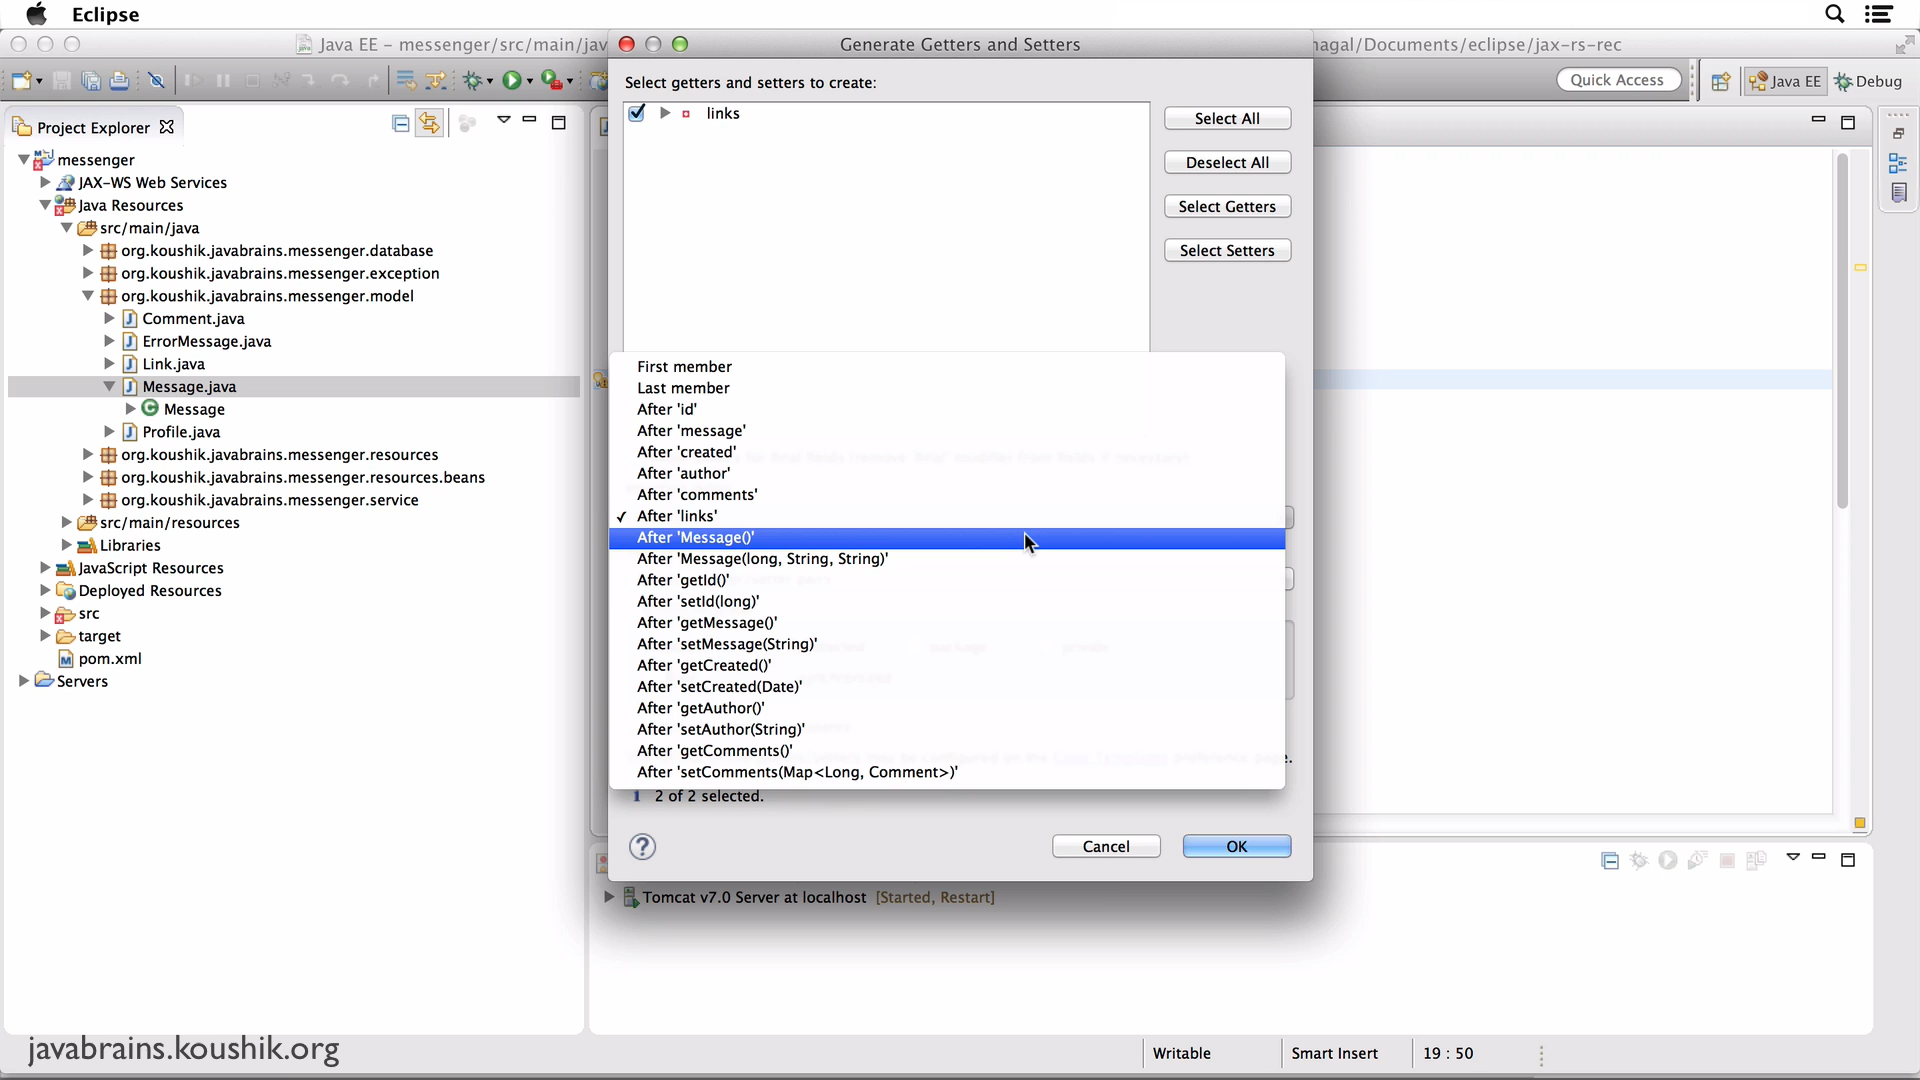 Eclipse
Java EE – messenger/src/main/jav
Generate Getters and Setters
nagal/Documents/eclipse/jax-rs-rec
Quick Access
Java EE
Debug
Select getters and setters to create:
links
Select All
Deselect All
Select Getters
Select Setters
Project Explorer
messenger
JAX-WS Web Services
Java Resources
src/main/java
org.koushik.javabrains.messenger.database
org.koushik.javabrains.messenger.exception
org.koushik.javabrains.messenger.model
Comment.java
ErrorMessage.java
Link.java
Message.java
Message
Profile.java
org.koushik.javabrains.messenger.resources
org.koushik.javabrains.messenger.resources.beans
org.koushik.javabrains.messenger.service
src/main/resources
Libraries
JavaScript Resources
Deployed Resources
src
target
pom.xml
Servers
First member
Last member
After 'id'
After 'message'
After 'created'
After 'author'
After 'comments'
✓ After 'links'
After 'Message()'
After 'Message(long, String, String)'
After 'getId()'
After 'setId(long)'
After 'getMessage()'
After 'setMessage(String)'
After 'getCreated()'
After 'setCreated(Date)'
After 'getAuthor()'
After 'setAuthor(String)'
After 'getComments()'
After 'setComments(Map<Long, Comment>)'
2 of 2 selected.
Cancel
OK
Tomcat v7.0 Server at localhost [Started, Restart]
javabrains.koushik.org
Writable
Smart Insert
19 : 50